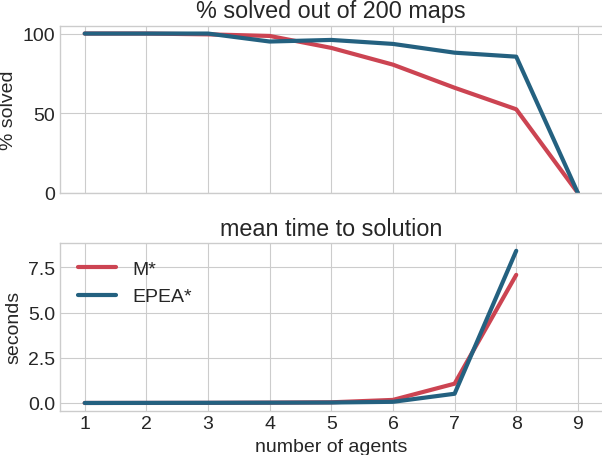 % solved out of 200 maps
100
50
0
% solved
mean time to solution
7.5
5.0
2.5
0.0
seconds
M*
EPEA*
1 2 3 4 5 6 7 8 9
number of agents